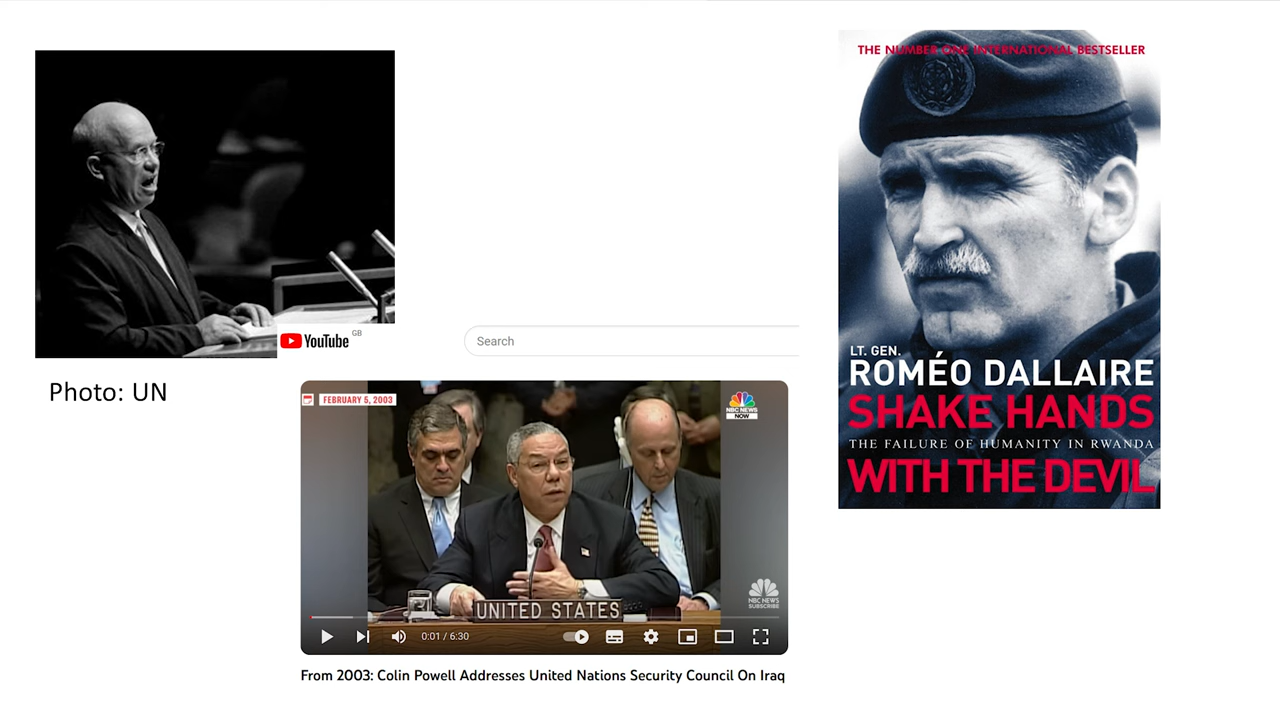 Photo: UN
YouTube GB
Search
FEBRUARY 5, 2003
NBC NEWS
NOW
UNITED STATES
NBC NEWS
SUBSCRIBE
0:01 / 6:30
From 2003: Colin Powell Addresses United Nations Security Council On Iraq
THE NUMBER ONE INTERNATIONAL BESTSELLER
LT. GEN.
ROMÉO DALLAIRE
SHAKE HANDS
THE FAILURE OF HUMANITY IN RWANDA
WITH THE DEVIL